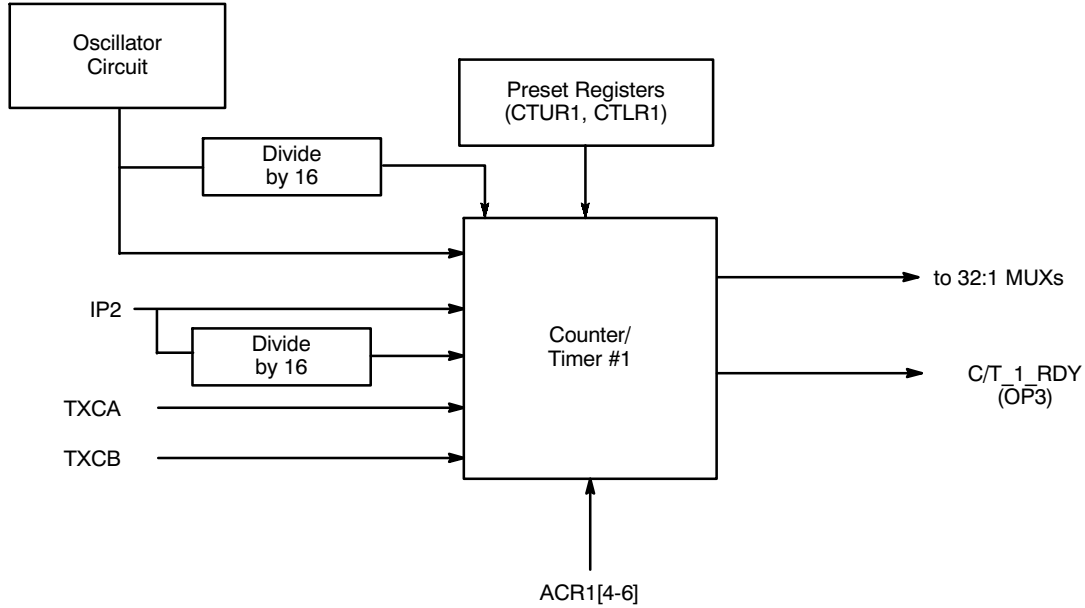 Oscillator
Circuit
Preset Registers
(CTUR1, CTLR1)
Divide
by 16
to 32:1 MUXs
IP2
Counter/
Timer #1
Divide
by 16
C/T_1_RDY
(OP3)
TXCA
TXCB
ACR1[4-6]